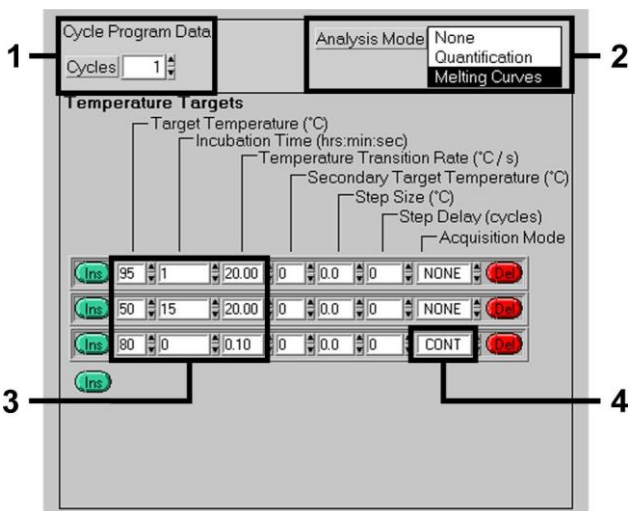 Cycle Program Data
Cycles 1
Analysis Mode None
Quantification
Melting Curves
1
2
Temperature Targets
Target Temperature (°C)
Incubation Time (hrs:min:sec)
Temperature Transition Rate (°C / s)
Secondary Target Temperature (°C)
Step Size (°C)
Step Delay (cycles)
Acquisition Mode
Ins 95 1 20.00 0 0.0 0 NONE Del
Ins 50 15 20.00 0 0.0 0 NONE Del
Ins 80 0 0.10 0 0.0 0 CONT Del
Ins
3
4